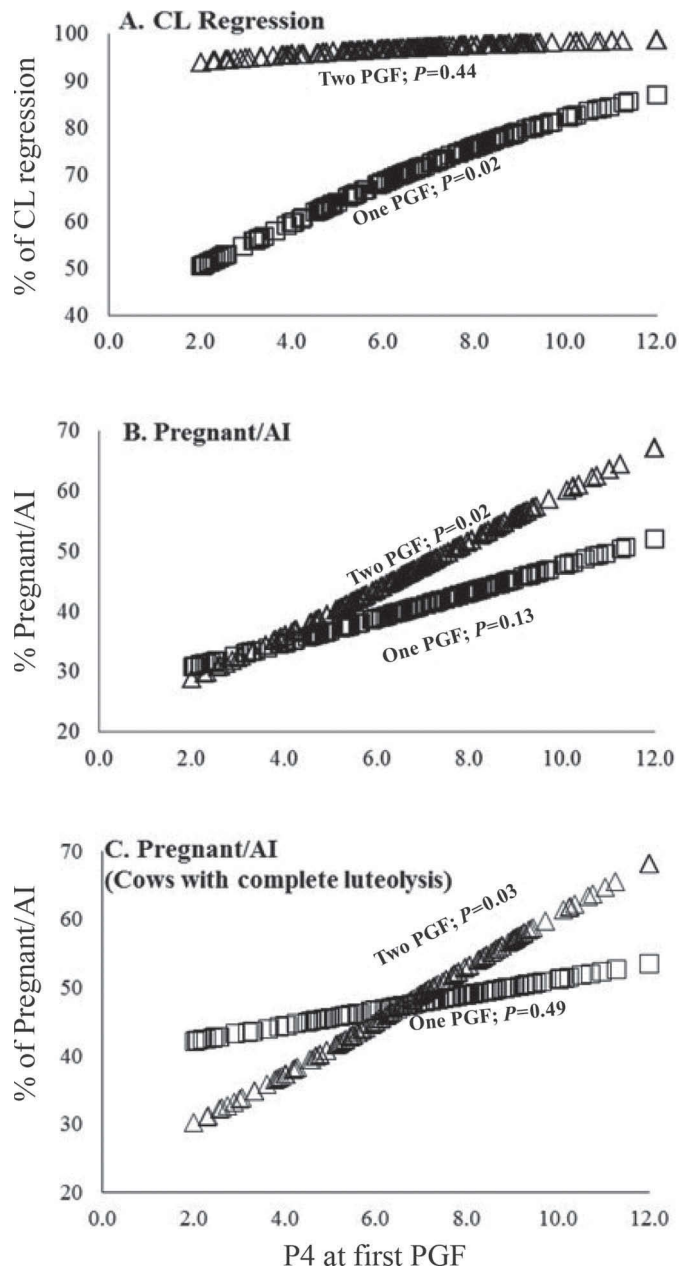 A. CL Regression
% of CL regression
100
90
80
70
60
50
40
Two PGF; P=0.44
One PGF; P=0.02
0.0 2.0 4.0 6.0 8.0 10.0 12.0
B. Pregnant/AI
% Pregnant/AI
70
60
50
40
30
20
Two PGF; P=0.02
One PGF; P=0.13
0.0 2.0 4.0 6.0 8.0 10.0 12.0
C. Pregnant/AI
(Cows with complete luteolysis)
% of Pregnant/AI
70
60
50
40
30
20
Two PGF; P=0.03
One PGF; P=0.49
0.0 2.0 4.0 6.0 8.0 10.0 12.0
P4 at first PGF